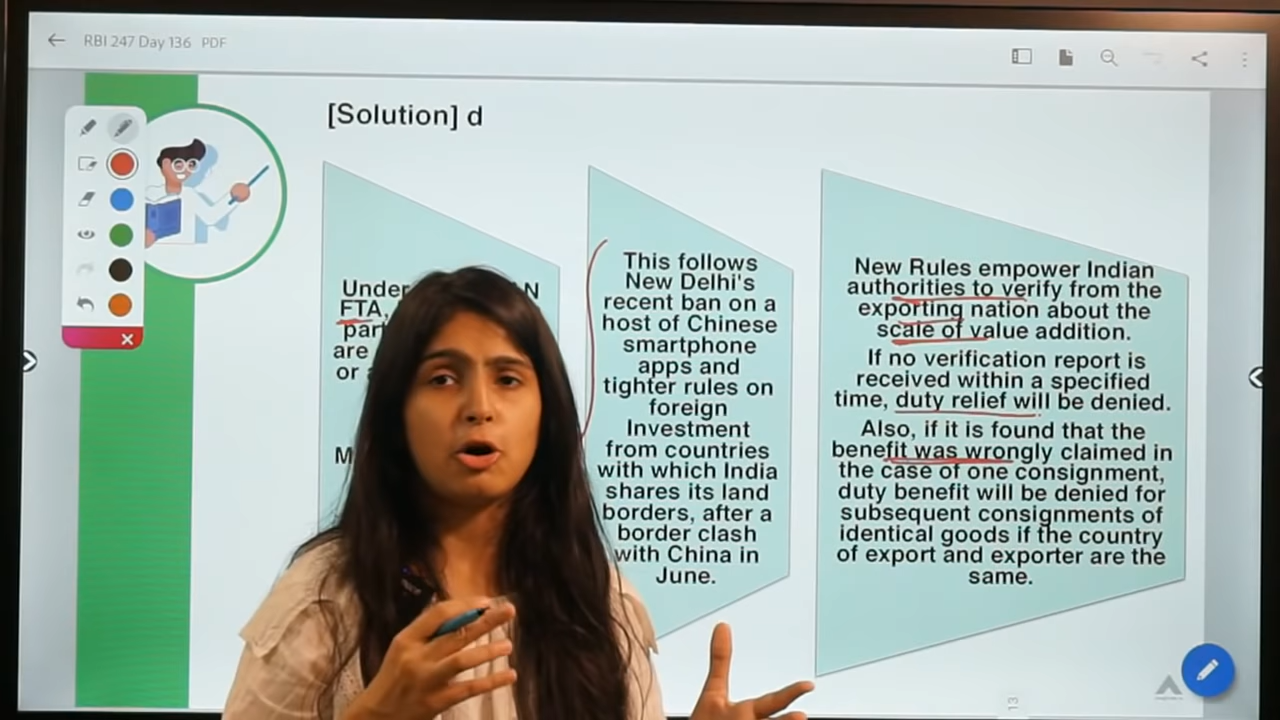 RBI 247 Day 136 PDF
[Solution] d
Under
N
FTA,
are
or
M
This follows
New Delhi's
recent ban on a
host of Chinese
smartphone
apps and
tighter rules on
foreign
Investment
from countries
with which India
shares its land
borders, after a
border clash
with China in
June.
New Rules empower Indian
authorities to verify from the
exporting nation about the
scale of value addition.
If no verification report is
received within a specified
time, duty relief will be denied.
Also, if it is found that the
benefit was wrongly claimed in
the case of one consignment,
duty benefit will be denied for
subsequent consignments of
identical goods if the country
of export and exporter are the
same.
13